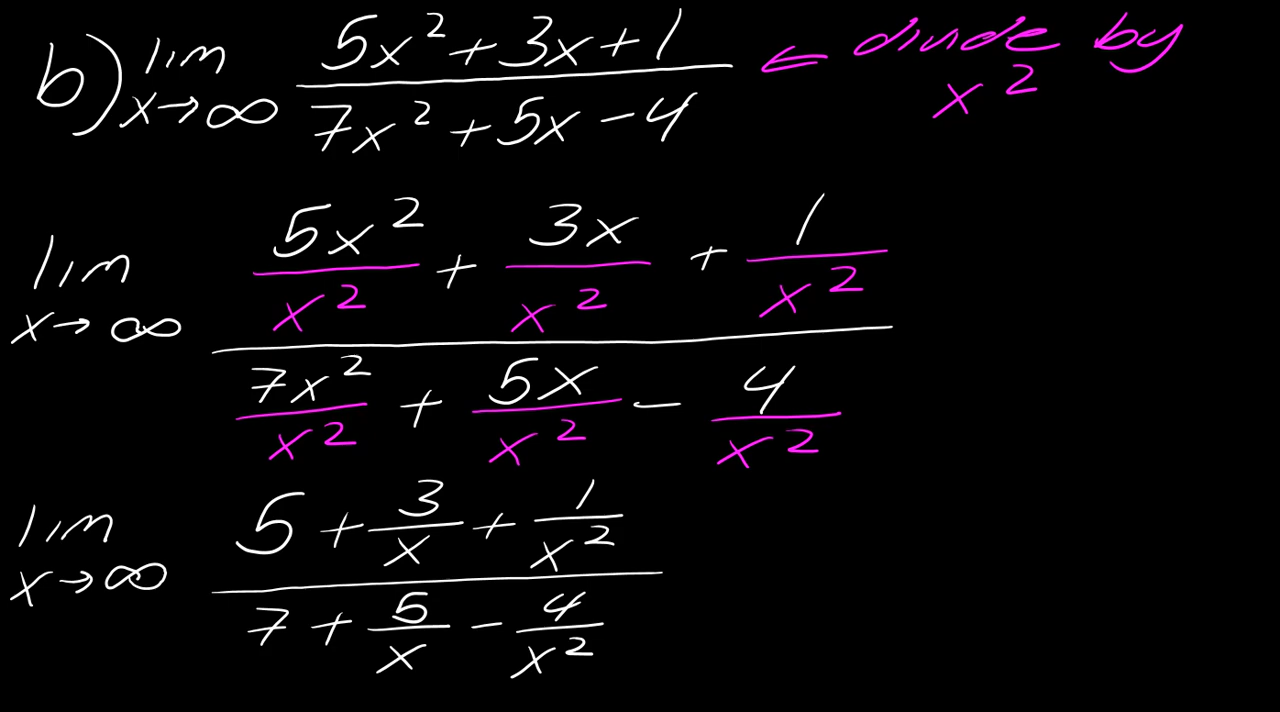 b) lim x→∞ (5x² + 3x + 1)/(7x² + 5x − 4) ← divide by x²
lim x→∞ (5x²/x² + 3x/x² + 1/x²)/(7x²/x² + 5x/x² − 4/x²)
lim x→∞ (5 + 3/x + 1/x²)/(7 + 5/x − 4/x²)